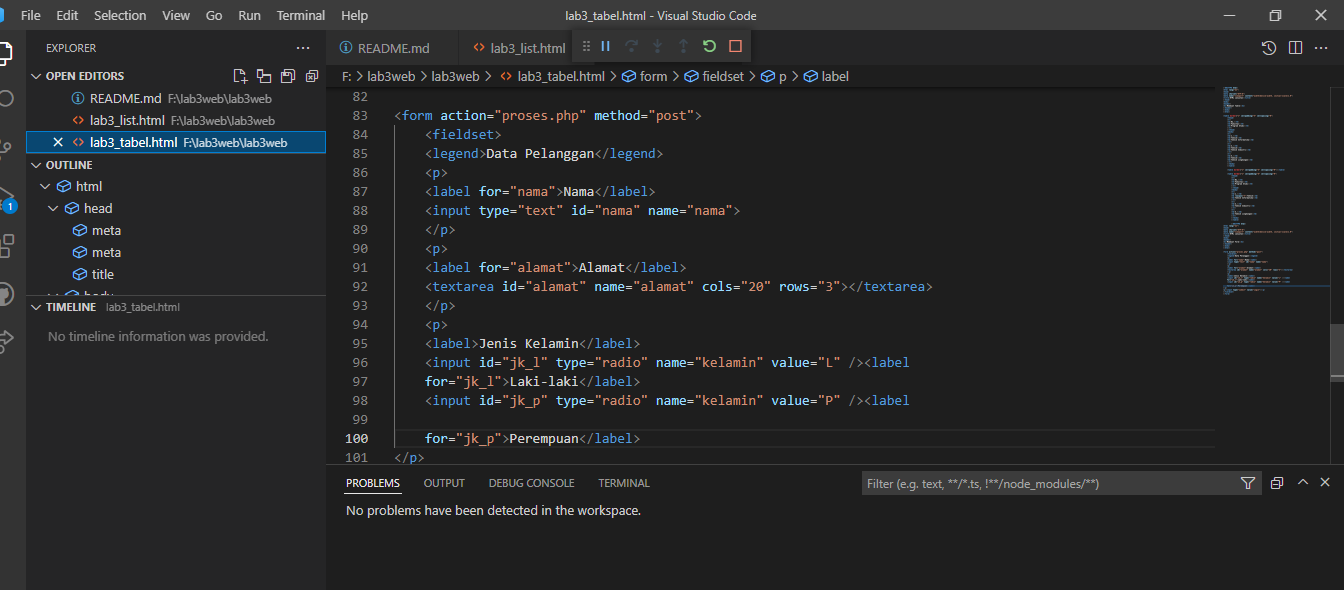 File Edit Selection View Go Run Terminal Help
lab3_tabel.html - Visual Studio Code
EXPLORER
OPEN EDITORS
README.md F:\lab3web\lab3web
lab3_list.html F:\lab3web\lab3web
lab3_tabel.html F:\lab3web\lab3web
OUTLINE
html
head
meta
meta
title
body
TIMELINE lab3_tabel.html
No timeline information was provided.
1
README.md
lab3_list.html
F: > lab3web > lab3web > lab3_tabel.html > form > fieldset > p > label
82
83 <form action="proses.php" method="post">
84 <fieldset>
85 <legend>Data Pelanggan</legend>
86 <p>
87 <label for="nama">Nama</label>
88 <input type="text" id="nama" name="nama">
89 </p>
90 <p>
91 <label for="alamat">Alamat</label>
92 <textarea id="alamat" name="alamat" cols="20" rows="3"></textarea>
93 </p>
94 <p>
95 <label>Jenis Kelamin</label>
96 <input id="jk_l" type="radio" name="kelamin" value="L" /><label
97 for="jk_l">Laki-laki</label>
98 <input id="jk_p" type="radio" name="kelamin" value="P" /><label
99
100 for="jk_p">Perempuan</label>
101 </p>
PROBLEMS OUTPUT DEBUG CONSOLE TERMINAL
Filter (e.g. text, **/*.ts, !**/node_modules/**)
No problems have been detected in the workspace.